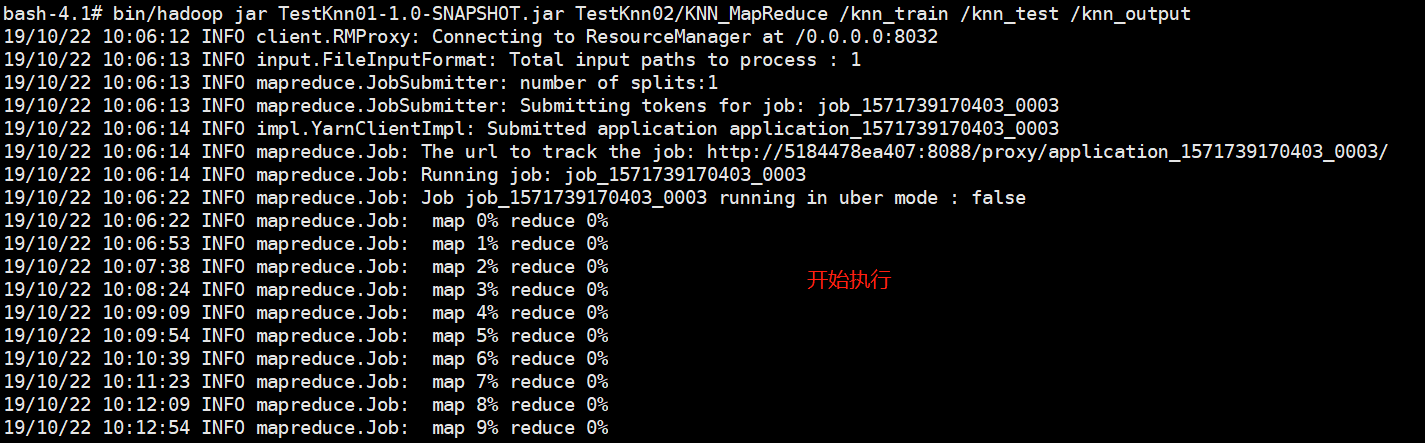 bash-4.1# bin/hadoop jar TestKnn01-1.0-SNAPSHOT.jar TestKnn02/KNN_MapReduce /knn_train /knn_test /knn_output
19/10/22 10:06:12 INFO client.RMProxy: Connecting to ResourceManager at /0.0.0.0:8032
19/10/22 10:06:13 INFO input.FileInputFormat: Total input paths to process : 1
19/10/22 10:06:13 INFO mapreduce.JobSubmitter: number of splits:1
19/10/22 10:06:13 INFO mapreduce.JobSubmitter: Submitting tokens for job: job_1571739170403_0003
19/10/22 10:06:14 INFO impl.YarnClientImpl: Submitted application application_1571739170403_0003
19/10/22 10:06:14 INFO mapreduce.Job: The url to track the job: http://5184478ea407:8088/proxy/application_1571739170403_0003/
19/10/22 10:06:14 INFO mapreduce.Job: Running job: job_1571739170403_0003
19/10/22 10:06:22 INFO mapreduce.Job: Job job_1571739170403_0003 running in uber mode : false
19/10/22 10:06:22 INFO mapreduce.Job:  map 0% reduce 0%
19/10/22 10:06:53 INFO mapreduce.Job:  map 1% reduce 0%
19/10/22 10:07:38 INFO mapreduce.Job:  map 2% reduce 0%
开始执行
19/10/22 10:08:24 INFO mapreduce.Job:  map 3% reduce 0%
19/10/22 10:09:09 INFO mapreduce.Job:  map 4% reduce 0%
19/10/22 10:09:54 INFO mapreduce.Job:  map 5% reduce 0%
19/10/22 10:10:39 INFO mapreduce.Job:  map 6% reduce 0%
19/10/22 10:11:23 INFO mapreduce.Job:  map 7% reduce 0%
19/10/22 10:12:09 INFO mapreduce.Job:  map 8% reduce 0%
19/10/22 10:12:54 INFO mapreduce.Job:  map 9% reduce 0%